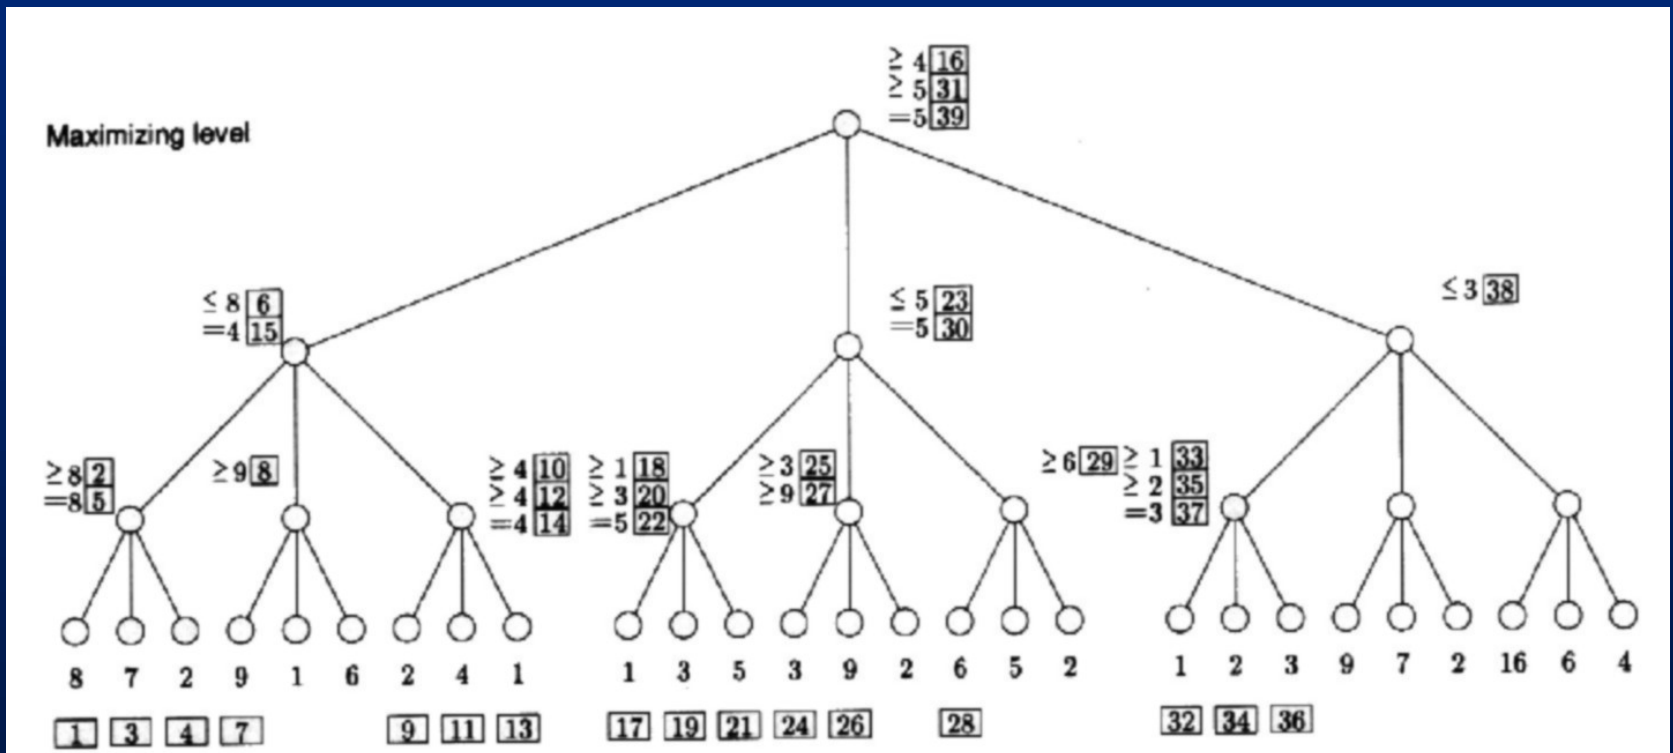 ≥ 4 16
≥ 5 31
=5 39
Maximizing level
≤ 8 6
=4 15
≤ 5 23
=5 30
≤ 3 38
≥8 2
=8 5
≥9 8
≥ 4 10
≥ 4 12
=4 14
≥ 1 18
≥ 3 20
=5 22
≥3 25
≥9 27
≥6 29
≥ 1 33
≥ 2 35
=3 37
8 7 2 9 1 6 2 4 1 1 3 5 3 9 2 6 5 2 1 2 3 9 7 2 16 6 4
1 3 4 7 9 11 13 17 19 21 24 26 28 32 34 36